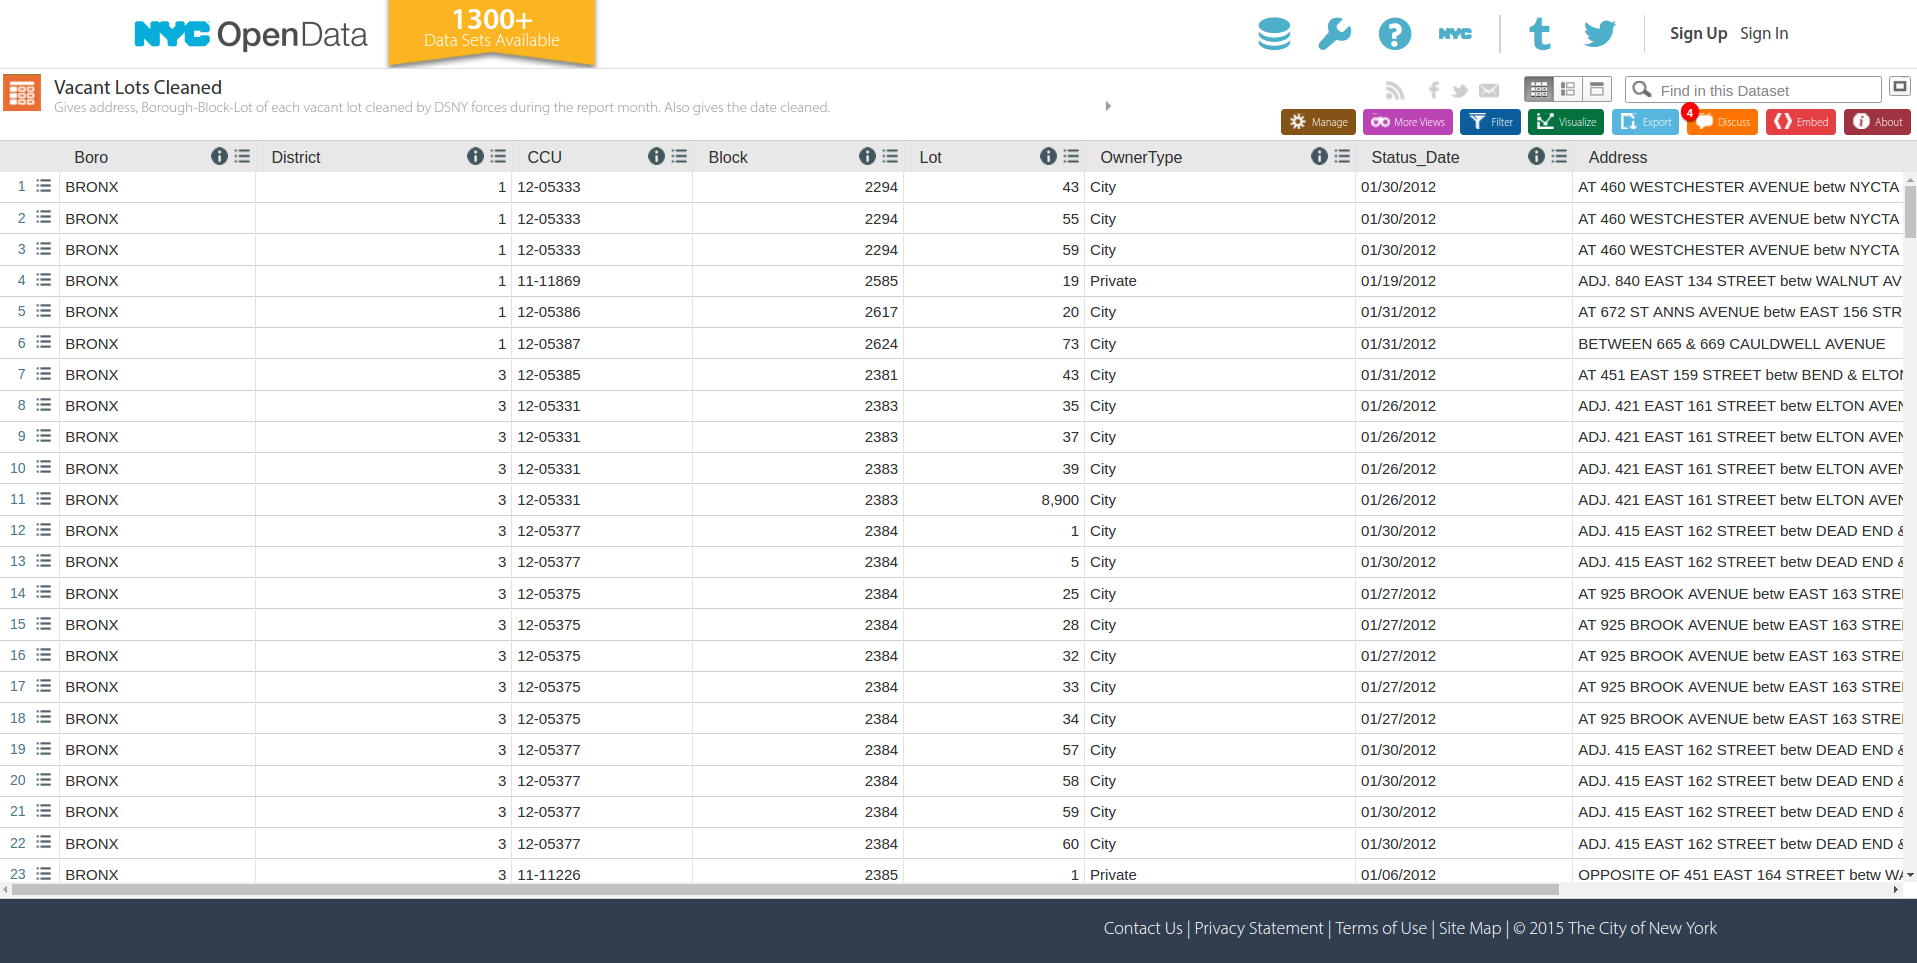 NYC OpenData
1300+
Data Sets Available
NYC
Sign Up Sign In
Vacant Lots Cleaned
Gives address, Borough-Block-Lot of each vacant lot cleaned by DSNY forces during the report month. Also gives the date cleaned.
Find in this Dataset
Manage More Views Filter Visualize Export 4 Discuss Embed About
Boro District CCU Block Lot OwnerType Status_Date Address
1 BRONX 1 12-05333 2294 43 City 01/30/2012 AT 460 WESTCHESTER AVENUE betw NYCTA
2 BRONX 1 12-05333 2294 55 City 01/30/2012 AT 460 WESTCHESTER AVENUE betw NYCTA
3 BRONX 1 12-05333 2294 59 City 01/30/2012 AT 460 WESTCHESTER AVENUE betw NYCTA
4 BRONX 1 11-11869 2585 19 Private 01/19/2012 ADJ. 840 EAST 134 STREET betw WALNUT AV
5 BRONX 1 12-05386 2617 20 City 01/31/2012 AT 672 ST ANNS AVENUE betw EAST 156 STR
6 BRONX 1 12-05387 2624 73 City 01/31/2012 BETWEEN 665 & 669 CAULDWELL AVENUE
7 BRONX 3 12-05385 2381 43 City 01/31/2012 AT 451 EAST 159 STREET betw BEND & ELTON
8 BRONX 3 12-05331 2383 35 City 01/26/2012 ADJ. 421 EAST 161 STREET betw ELTON AVEN
9 BRONX 3 12-05331 2383 37 City 01/26/2012 ADJ. 421 EAST 161 STREET betw ELTON AVEN
10 BRONX 3 12-05331 2383 39 City 01/26/2012 ADJ. 421 EAST 161 STREET betw ELTON AVEN
11 BRONX 3 12-05331 2383 8,900 City 01/26/2012 ADJ. 421 EAST 161 STREET betw ELTON AVEN
12 BRONX 3 12-05377 2384 1 City 01/30/2012 ADJ. 415 EAST 162 STREET betw DEAD END &
13 BRONX 3 12-05377 2384 5 City 01/30/2012 ADJ. 415 EAST 162 STREET betw DEAD END &
14 BRONX 3 12-05375 2384 25 City 01/27/2012 AT 925 BROOK AVENUE betw EAST 163 STRE
15 BRONX 3 12-05375 2384 28 City 01/27/2012 AT 925 BROOK AVENUE betw EAST 163 STRE
16 BRONX 3 12-05375 2384 32 City 01/27/2012 AT 925 BROOK AVENUE betw EAST 163 STRE
17 BRONX 3 12-05375 2384 33 City 01/27/2012 AT 925 BROOK AVENUE betw EAST 163 STRE
18 BRONX 3 12-05375 2384 34 City 01/27/2012 AT 925 BROOK AVENUE betw EAST 163 STRE
19 BRONX 3 12-05377 2384 57 City 01/30/2012 ADJ. 415 EAST 162 STREET betw DEAD END &
20 BRONX 3 12-05377 2384 58 City 01/30/2012 ADJ. 415 EAST 162 STREET betw DEAD END &
21 BRONX 3 12-05377 2384 59 City 01/30/2012 ADJ. 415 EAST 162 STREET betw DEAD END &
22 BRONX 3 12-05377 2384 60 City 01/30/2012 ADJ. 415 EAST 162 STREET betw DEAD END &
23 BRONX 3 11-11226 2385 1 Private 01/06/2012 OPPOSITE OF 451 EAST 164 STREET betw WA
Contact Us | Privacy Statement | Terms of Use | Site Map | © 2015 The City of New York